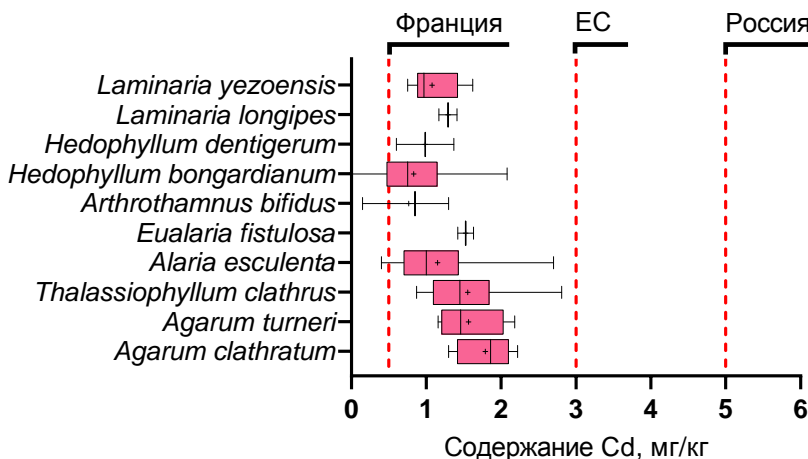 Франция ЕС Россия
Laminaria yezoensis
Laminaria longipes
Hedophyllum dentigerum
Hedophyllum bongardianum
Arthrothamnus bifidus
Eualaria fistulosa
Alaria esculenta
Thalassiophyllum clathrus
Agarum turneri
Agarum clathratum
0 1 2 3 4 5 6
Содержание Cd, мг/кг